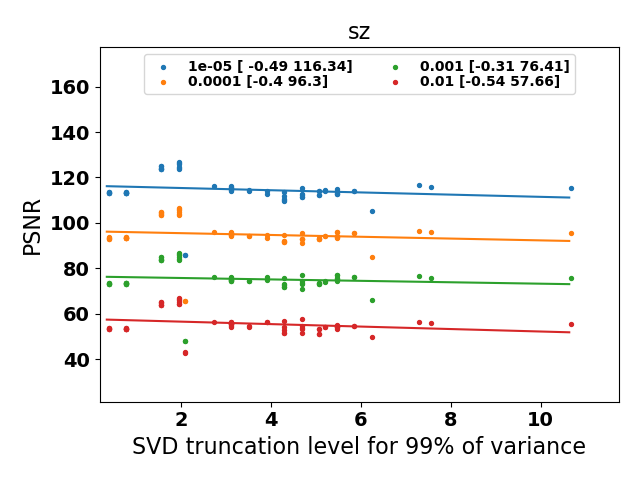 sz
1e-05 [ -0.49 116.34]
0.0001 [-0.4 96.3]
0.001 [-0.31 76.41]
0.01 [-0.54 57.66]
160
140
120
100
80
60
40
PSNR
2 4 6 8 10
SVD truncation level for 99% of variance